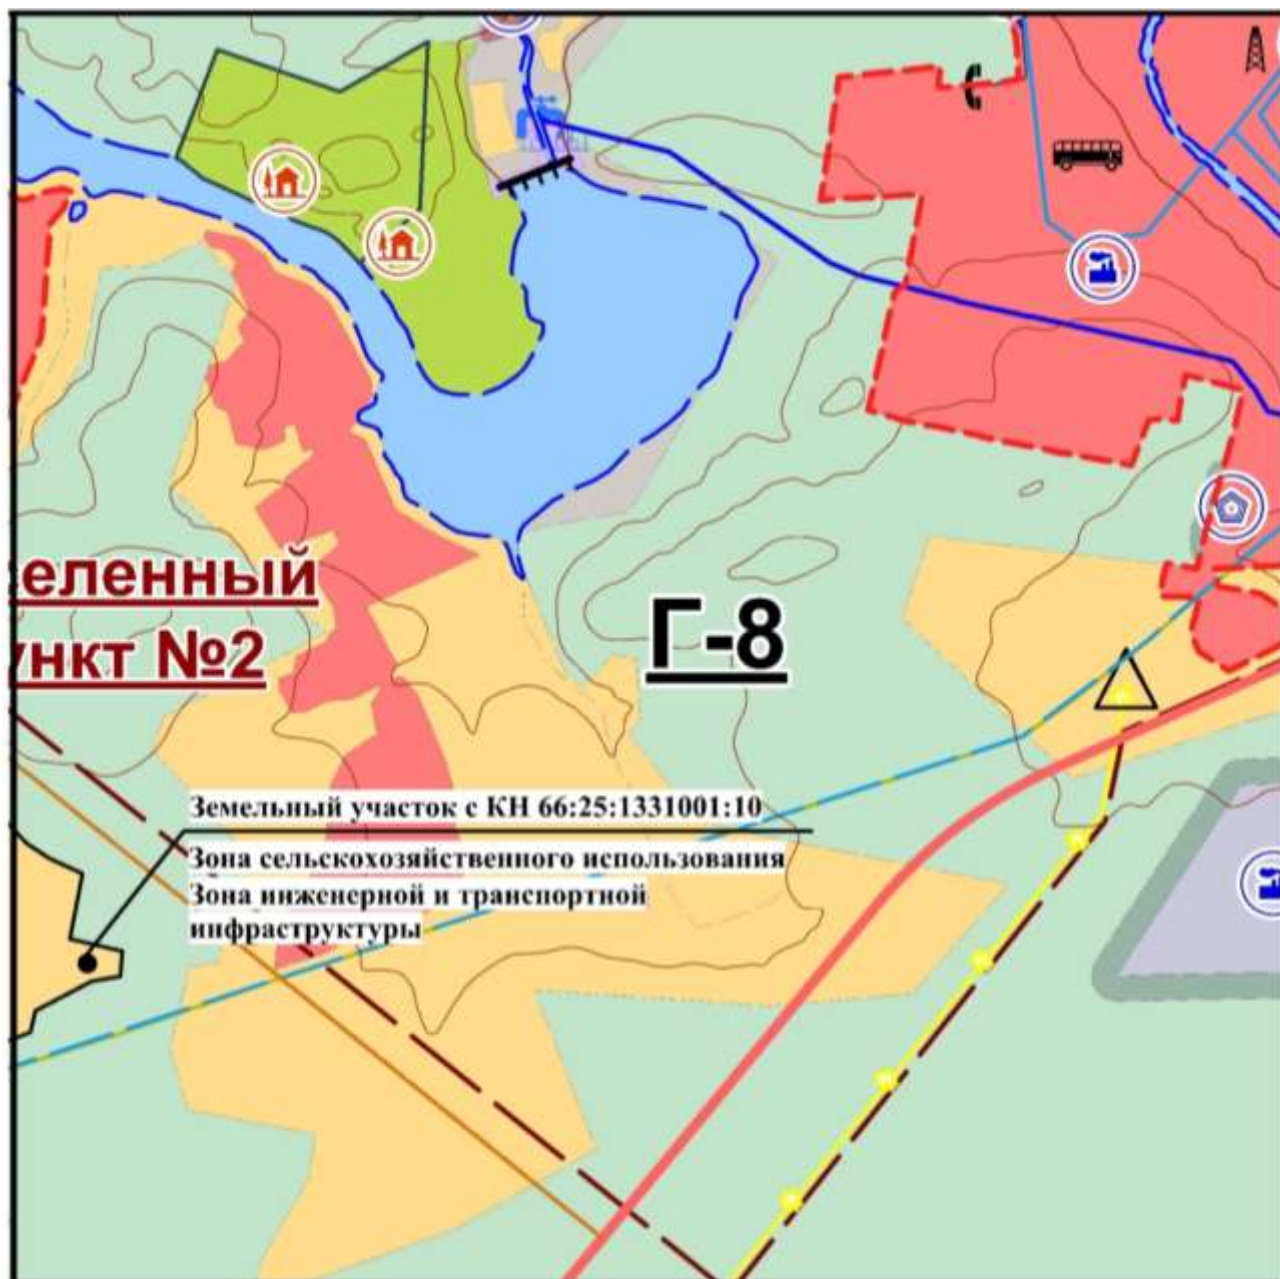 еленный
ункт №2
Г-8
Земельный участок с КН 66:25:1331001:10
Зона сельскохозяйственного использования
Зона инженерной и транспортной
инфраструктуры